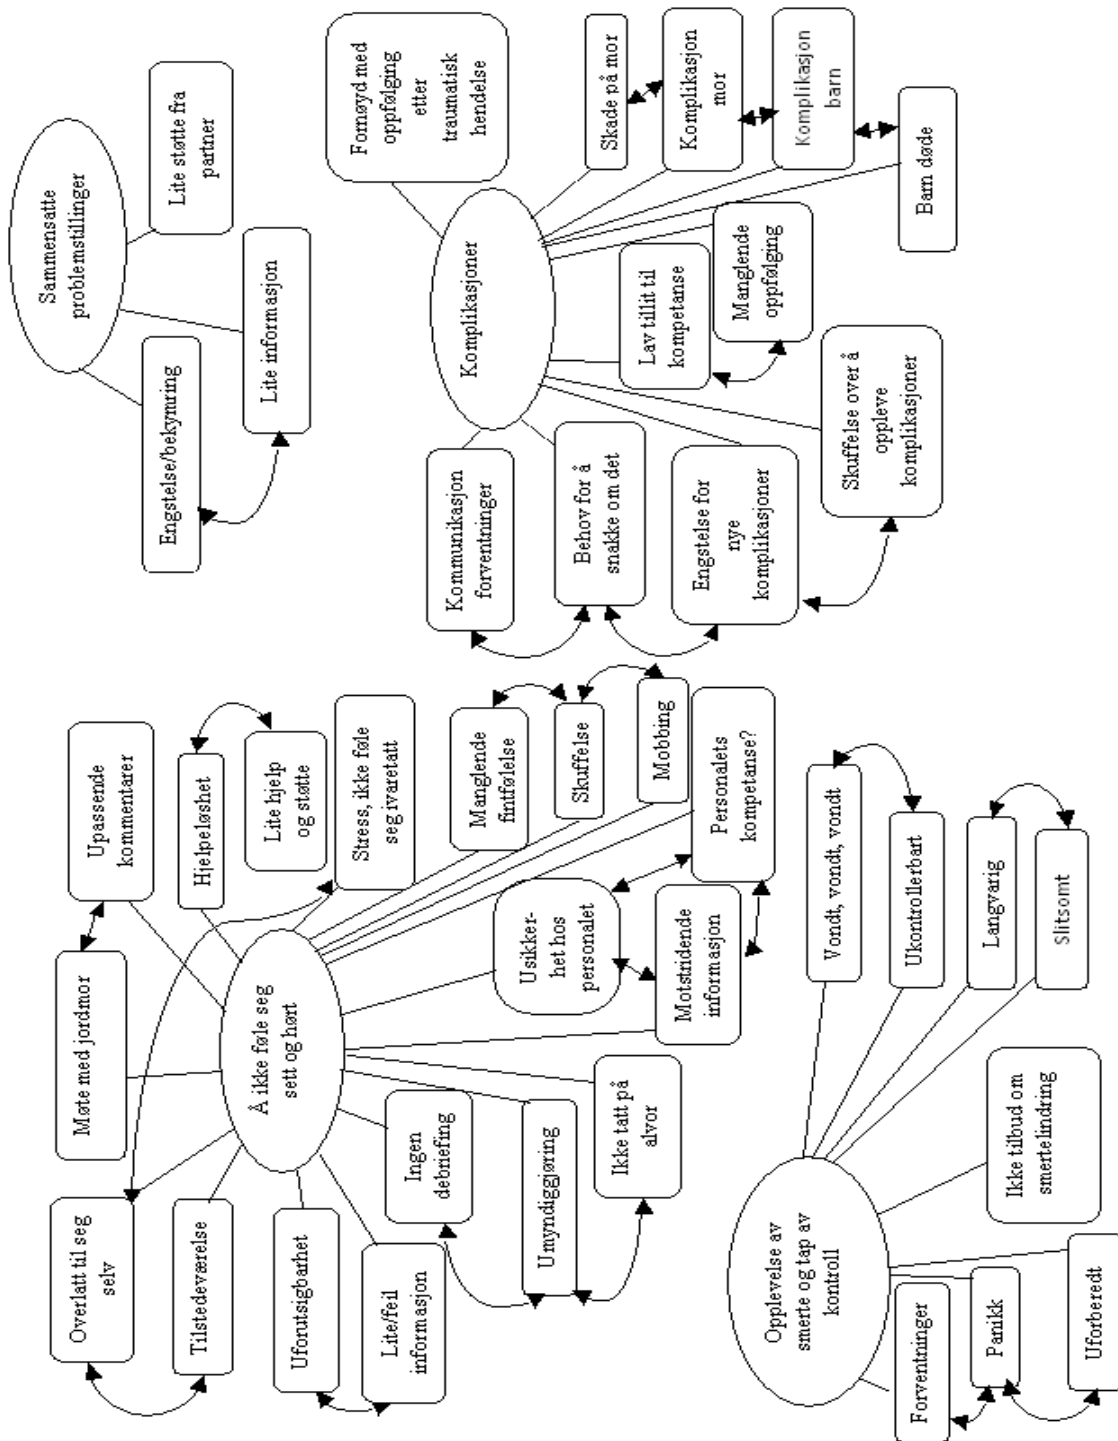 Overlatt til seg
selv
Møte med jordmor
Upassende
kommentarer
Tilstedeværelse
Hjelpeløshet
Å ikke føle seg
sett og hørt
Lite hjelp
og støtte
Uforutsigbarhet
Stress, ikke føle
seg ivaretatt
Lite/feil
informasjon
Ingen
debriefing
Manglende
fintfølelse
Umyndiggjøring
Usikker-
het hos
personalet
Skuffelse
Ikke tatt på
alvor
Motstridende
informasjon
Mobbing
Personalets
kompetanse?
Sammensatte
problemstillinger
Engstelse/bekymring
Lite støtte fra
partner
Lite informasjon
Opplevelse av
smerte og tap av
kontroll
Vondt, vondt, vondt
Forventninger
Ukontrollerbart
Panikk
Langvarig
Ikke tilbud om
smertelindring
Slitsomt
Uforberedt
Fornøyd med
oppfølging
etter
traumatisk
hendelse
Kommunikasjon
forventninger
Komplikasjoner
Behov for å
snakke om det
Skade på mor
Lav tillit til
kompetanse
Engstelse for
nye
komplikasjoner
Komplikasjon
mor
Manglende
oppfølging
Komplikasjon
barn
Skuffelse over å
oppleve
komplikasjoner
Barn døde